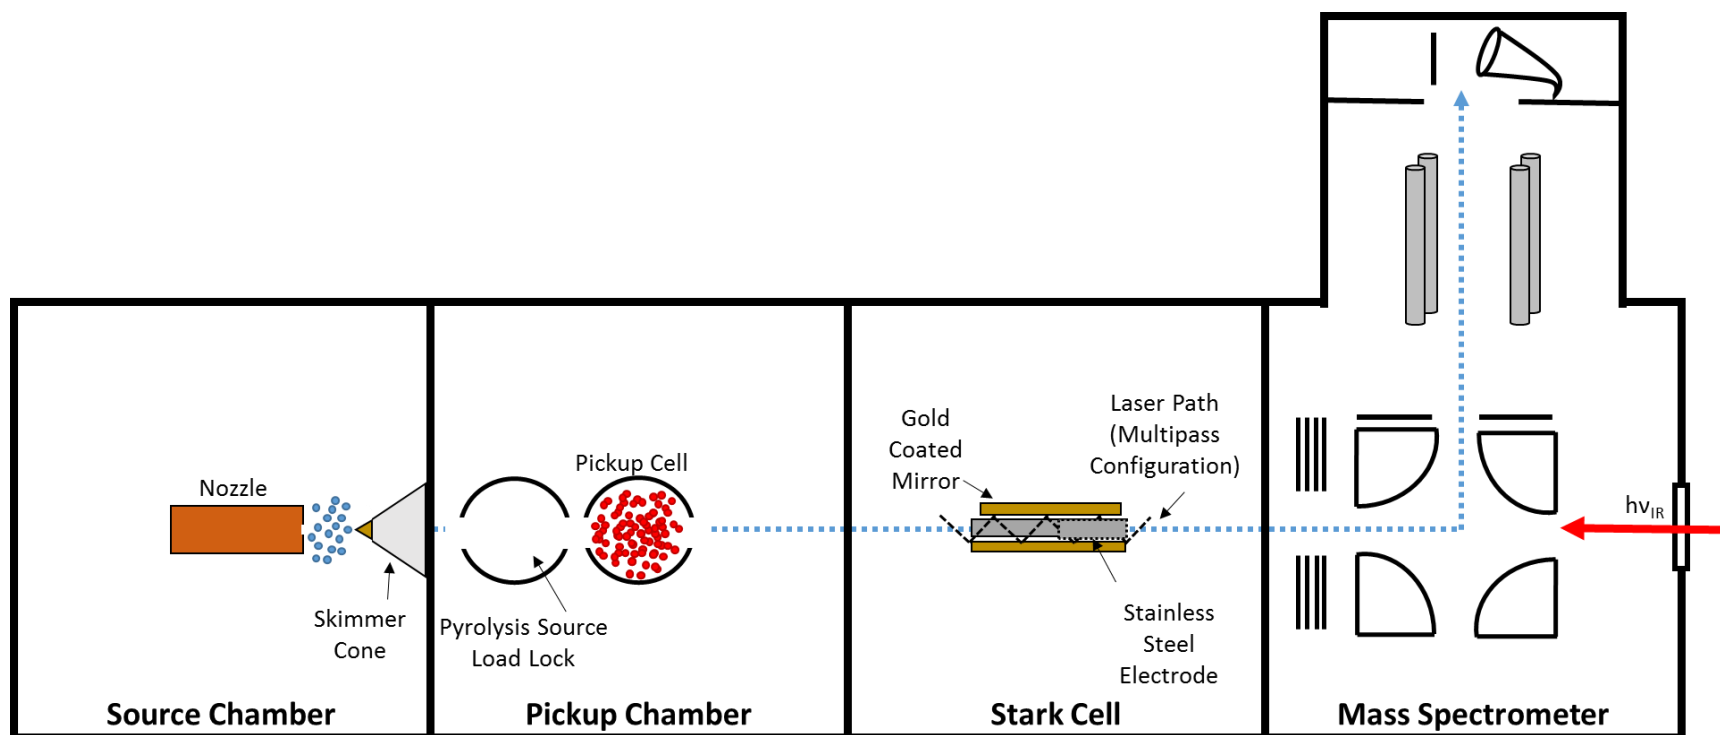 Nozzle
Skimmer
Cone
Source Chamber
Pickup Cell
Pyrolysis Source
Load Lock
Pickup Chamber
Gold
Coated
Mirror
Laser Path
(Multipass
Configuration)
Stainless
Steel
Electrode
Stark Cell
hν_IR
Mass Spectrometer